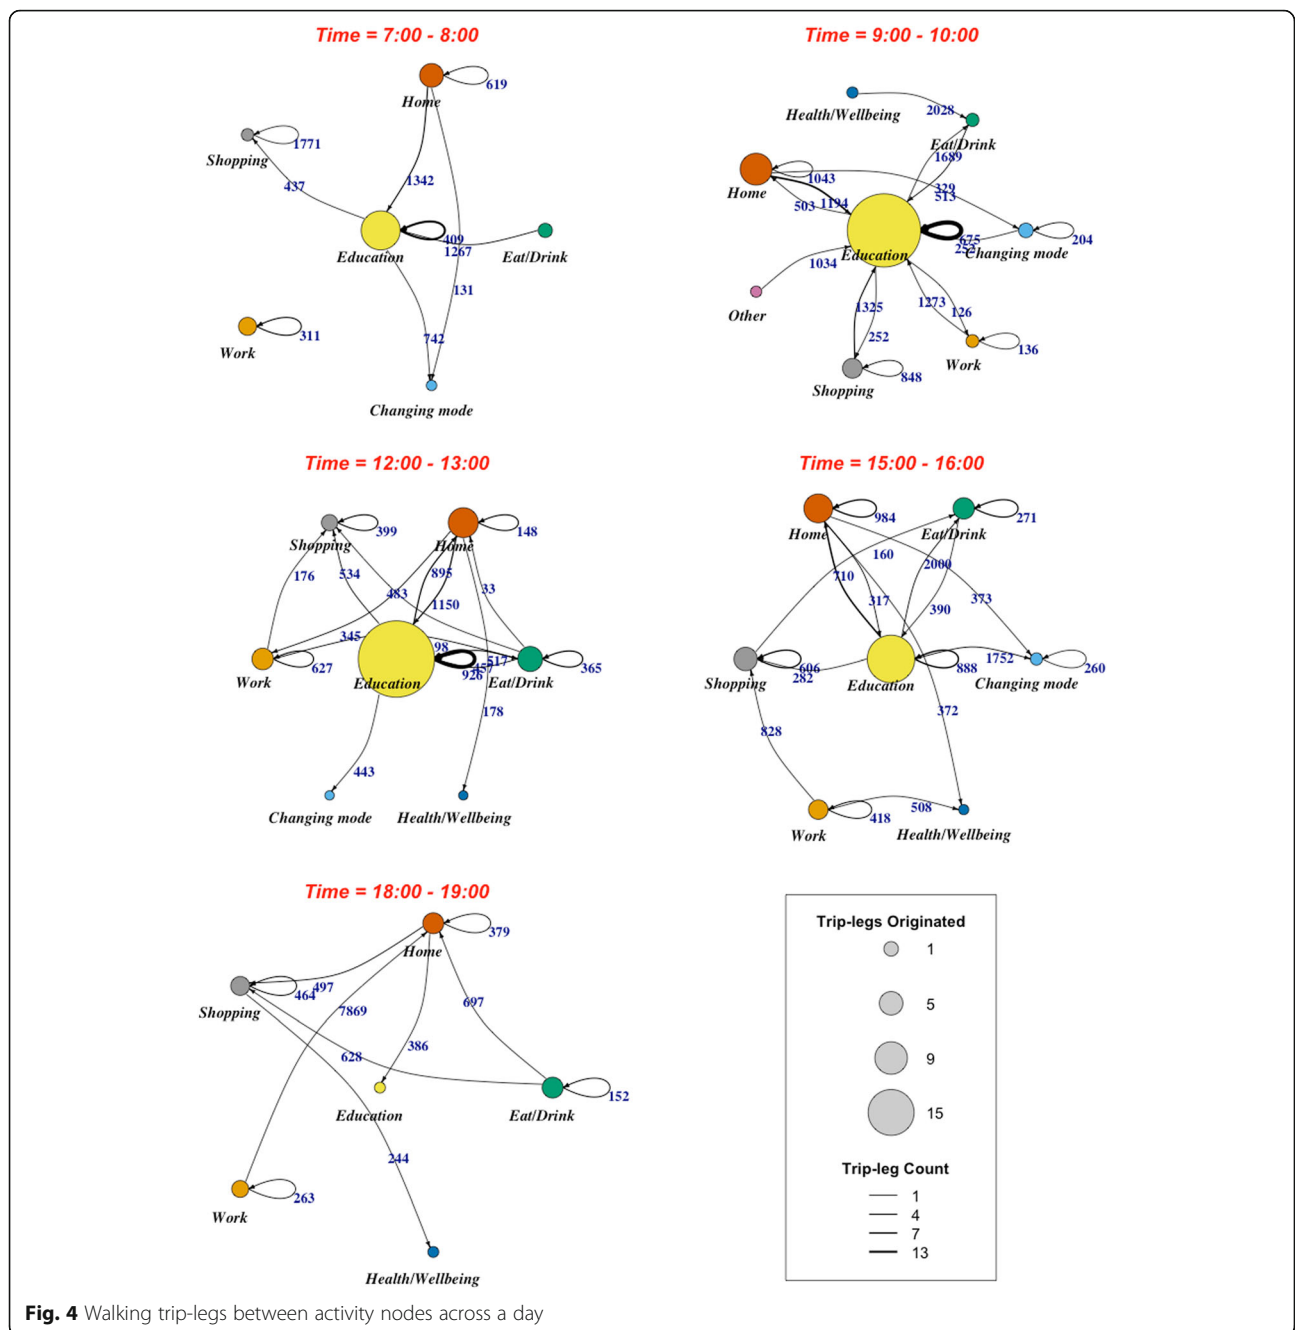 Time = 7:00 - 8:00
Home
619
Shopping
1771
437
1342
Education
409
1267
Eat/Drink
131
Work
311
742
Changing mode
Time = 9:00 - 10:00
Health/Wellbeing
2028
Eat/Drink
1689
Home
1043
329
513
503
1194
Education
675
252
Changing mode
204
1034
Other
1325
1273
126
252
Work
136
Shopping
848
Time = 12:00 - 13:00
Shopping
399
Home
148
176
534
895
483
33
1150
345
98
517
Work
627
Education
926
457
Eat/Drink
365
178
443
Changing mode
Health/Wellbeing
Time = 15:00 - 16:00
Home
984
Eat/Drink
271
160
710
2000
317
390
373
Shopping
606
282
Education
888
1752
Changing mode
260
372
828
508
Work
418
Health/Wellbeing
Time = 18:00 - 19:00
Home
379
Shopping
464
497
7869
697
628
386
Education
Eat/Drink
152
244
Work
263
Health/Wellbeing
Trip-legs Originated
1
5
9
15
Trip-leg Count
1
4
7
13
Fig. 4 Walking trip-legs between activity nodes across a day